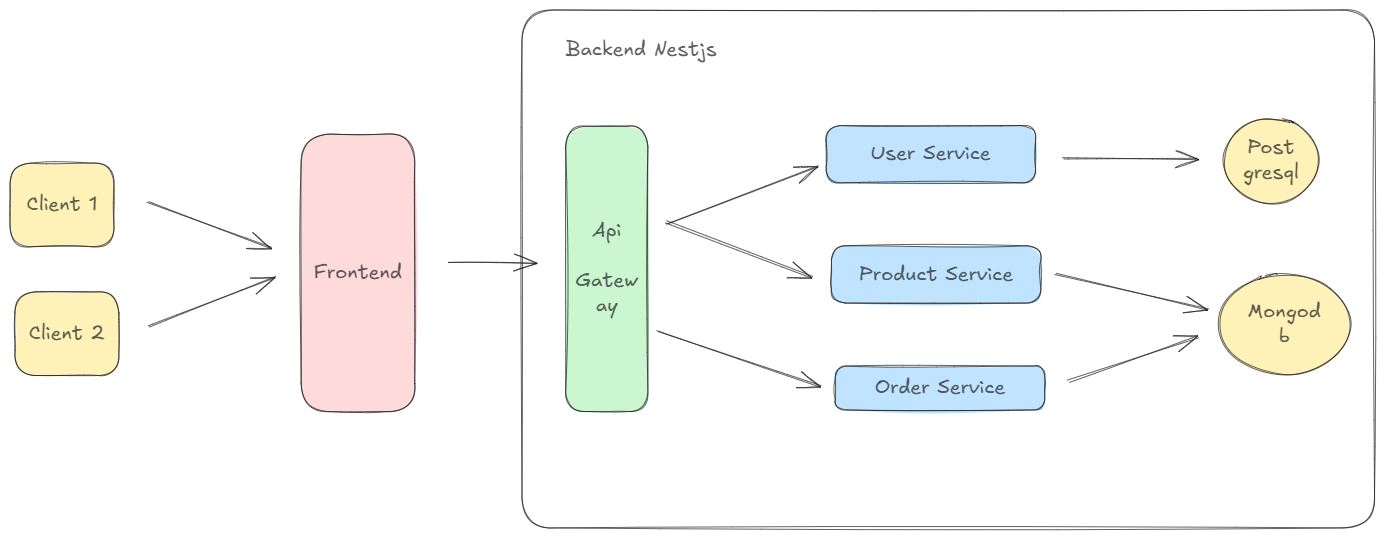 Backend Nestjs
Client 1
Client 2
Frontend
Api
Gatew
ay
User Service
Product Service
Order Service
Post
gresql
Mongod
b